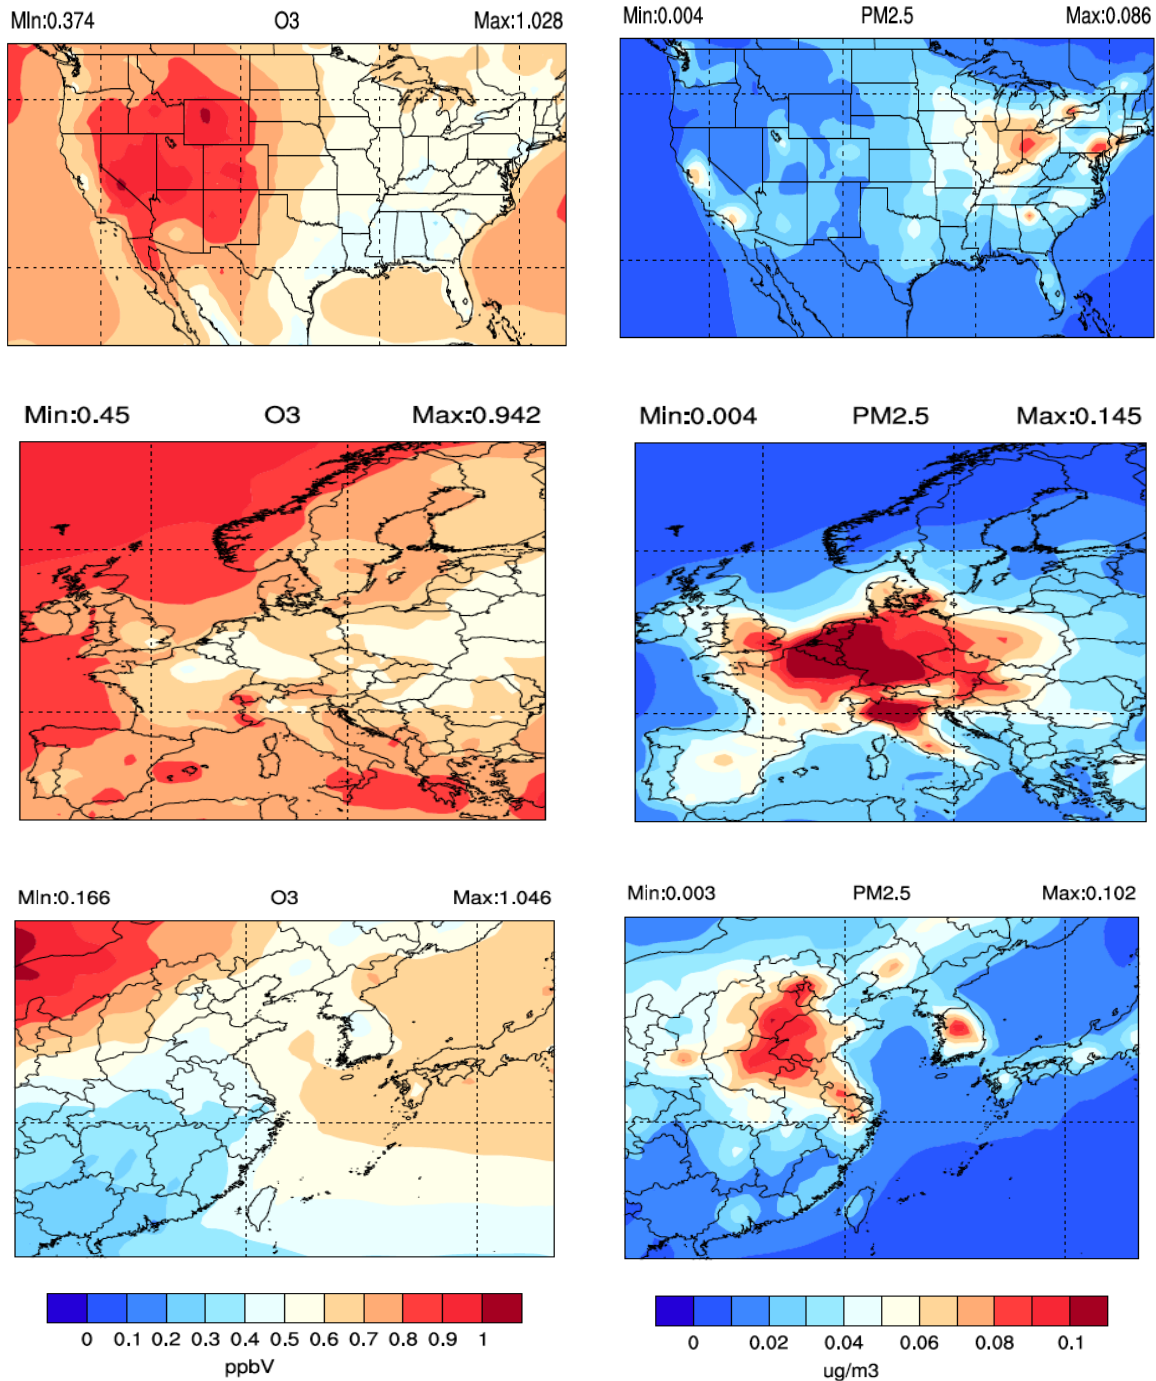 MIn:0.374 O3 Max:1.028
Min:0.004 PM2.5 Max:0.086
Min:0.45 O3 Max:0.942
Min:0.004 PM2.5 Max:0.145
MIn:0.166 O3 Max:1.046
Min:0.003 PM2.5 Max:0.102
0 0.1 0.2 0.3 0.4 0.5 0.6 0.7 0.8 0.9 1
ppbV
0 0.02 0.04 0.06 0.08 0.1
ug/m3